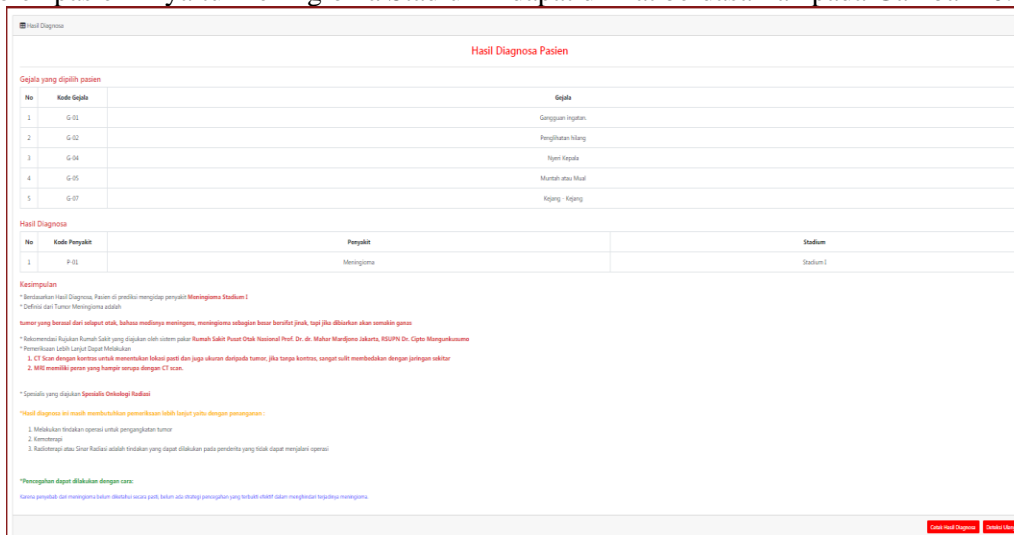 Hasil Diagnosa
Hasil Diagnosa Pasien
Gejala yang dipilih pasien
No Kode Gejala Gejala
1 G-01 Gangguan Ingatan.
2 G-02 Penglihatan hilang
3 G-04 Nyeri Kepala
4 G-05 Muntah atau Mual
5 G-07 Kejang - Kejang
Hasil Diagnosa
No Kode Penyakit Penyakit Stadium
1 P-01 Meningioma Stadium I
Kesimpulan
* Berdasarkan Hasil Diagnosa, Pasien di prediksi mengidap penyakit Meningioma Stadium I
* Definisi dari Tumor Meningioma adalah
tumor yang berasal dari selaput otak, bahasa medisnya meningens, meningioma sebagian besar bersifat jinak, tapi jika dibiarkan akan semakin ganas
* Rekomendasi Rujukan Rumah Sakit yang diajukan oleh sistem pakar Rumah Sakit Pusat Otak Nasional Prof. Dr. dr. Mahar Mardjono Jakarta, RSUPN Dr. Cipto Mangunkusumo
* Pemeriksaan Lebih Lanjut Dapat Melakukan
1. CT Scan dengan kontras untuk menentukan lokasi pasti dan juga ukuran daripada tumor, jika tanpa kontras, sangat sulit membedakan dengan jaringan sekitar
2. MRI memiliki peran yang hampir serupa dengan CT scan.
* Spesialis yang diajukan Spesialis Onkologi Radiasi
*Hasil diagnosa ini masih membutuhkan pemeriksaan lebih lanjut yaitu dengan penanganan :
1. Melakukan tindakan operasi untuk pengangkatan tumor
2. Kemoterapi
3. Radioterapi atau Sinar Radiasi adalah tindakan yang dapat dilakukan pada penderita yang tidak dapat menjalani operasi
*Pencegahan dapat dilakukan dengan cara:
Karena penyebab dari meningioma belum diketahui secara pasti, belum ada strategi pencegahan yang terbukti efektif dalam menghindari terjadinya meningioma.
Cetak Hasil Diagnosa Deteksi Ulang